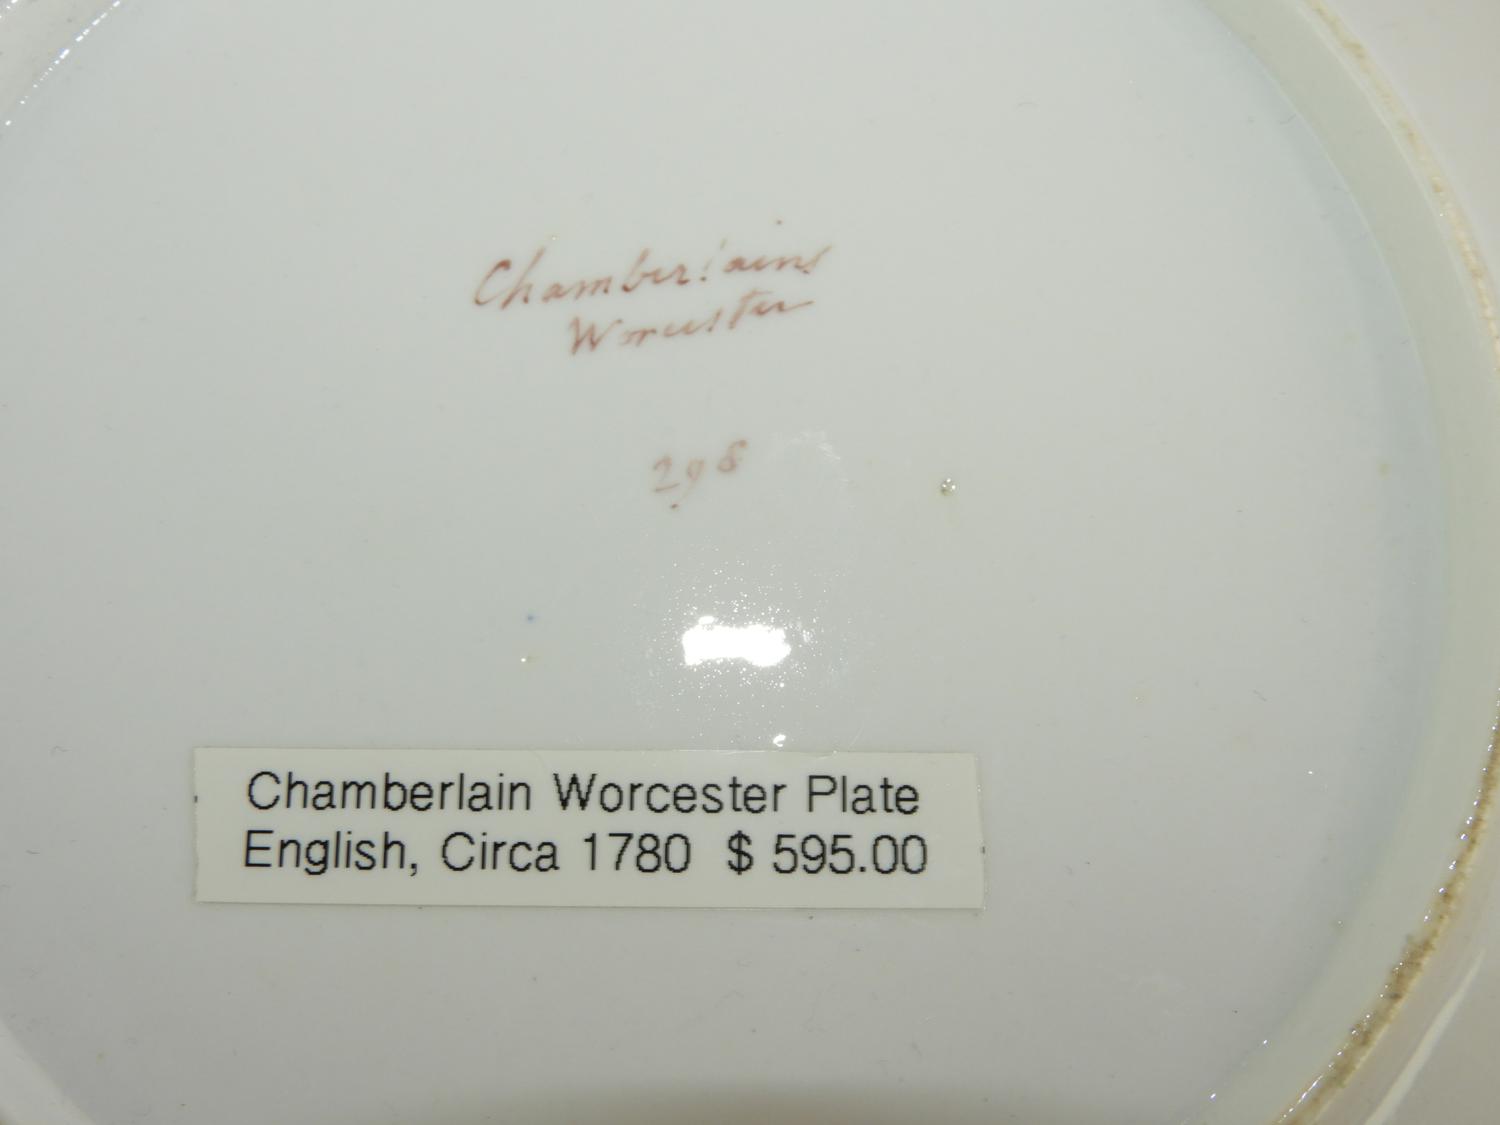 Chamberlains
Worcester
298
Chamberlain Worcester Plate
English, Circa 1780 $ 595.00